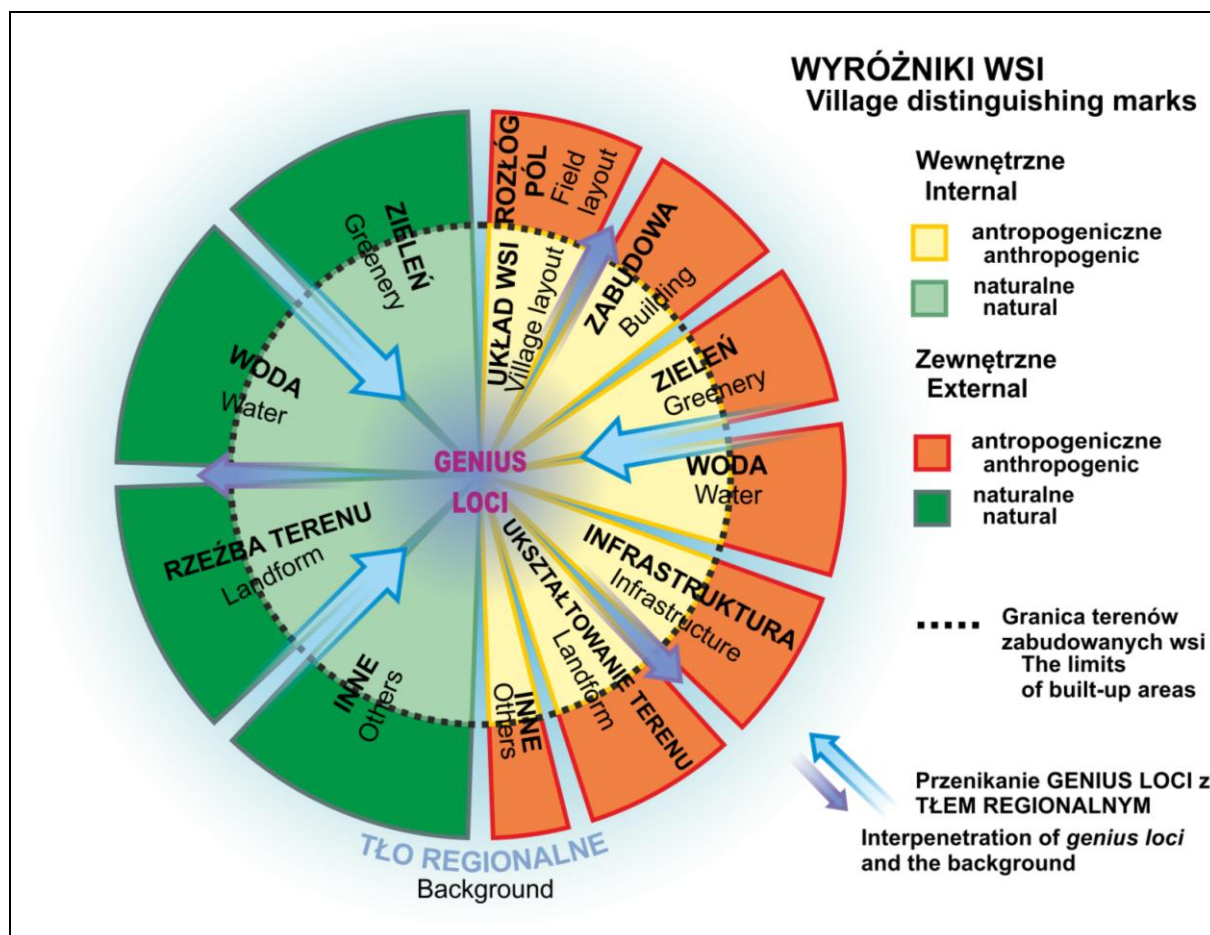 WYRÓŻNIKI WSI
Village distinguishing marks
Wewnętrzne
Internal
antropogeniczne
anthropogenic
naturalne
natural
Zewnętrzne
External
antropogeniczne
anthropogenic
naturalne
natural
Granica terenów
zabudowanych wsi
The limits
of built-up areas
Przenikanie GENIUS LOCI z
TŁEM REGIONALNYM
Interpenetration of genius loci
and the background
ROZŁÓG
PÓL
Field
layout
UKŁAD WSI
Village layout
ZABUDOWA
Building
ZIELEŃ
Greenery
WODA
Water
INFRASTRUKTURA
Infrastructure
UKSZTAŁTOWANIE TERENU
Landform
INNE
Others
INNE
Others
RZEŹBA TERENU
Landform
WODA
Water
ZIELEŃ
Greenery
GENIUS
LOCI
TŁO REGIONALNE
Background